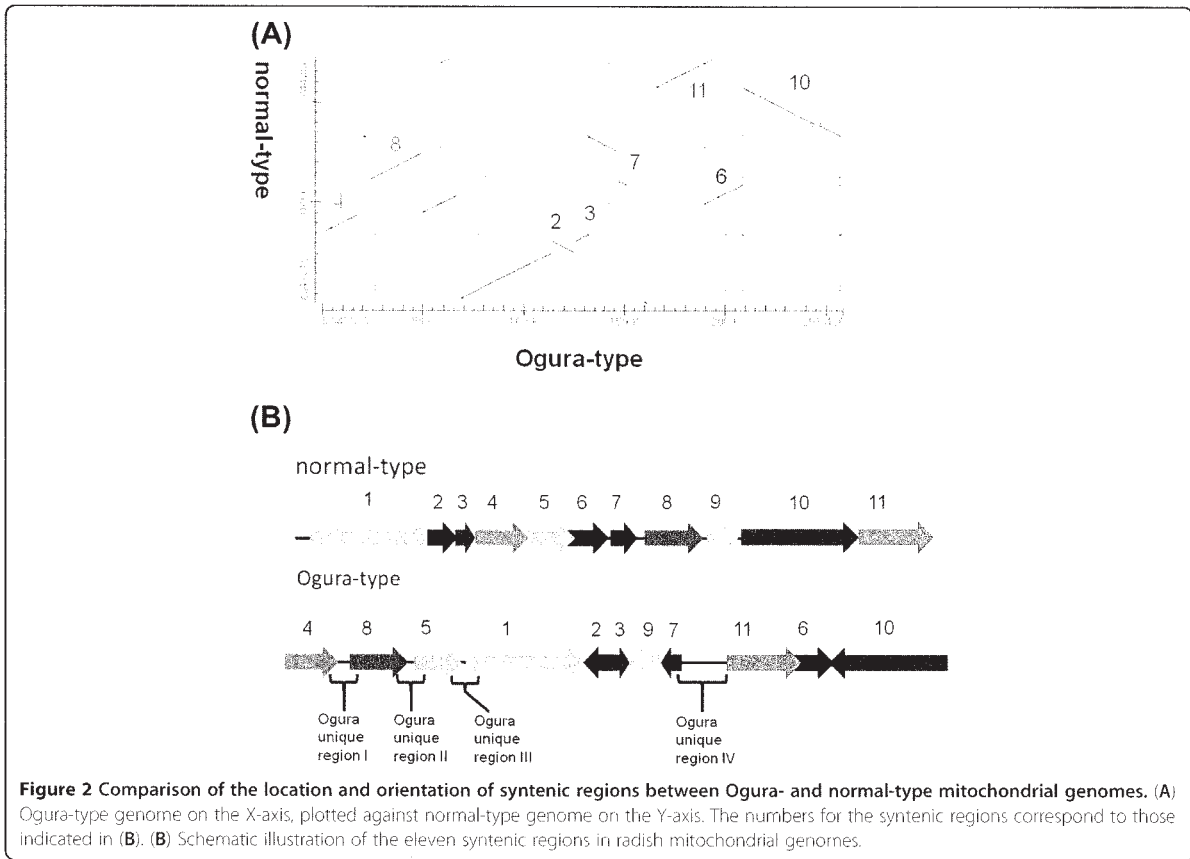 (A)
normal-type
11
10
8
7
6
4
3
2
Ogura-type
(B)
normal-type
1 2 3 4 5 6 7 8 9 10 11
Ogura-type
4 8 5 1 2 3 9 7 11 6 10
Ogura unique region I
Ogura unique region II
Ogura unique region III
Ogura unique region IV
Figure 2 Comparison of the location and orientation of syntenic regions between Ogura- and normal-type mitochondrial genomes. (A)
Ogura-type genome on the X-axis, plotted against normal-type genome on the Y-axis. The numbers for the syntenic regions correspond to those
indicated in (B). (B) Schematic illustration of the eleven syntenic regions in radish mitochondrial genomes.